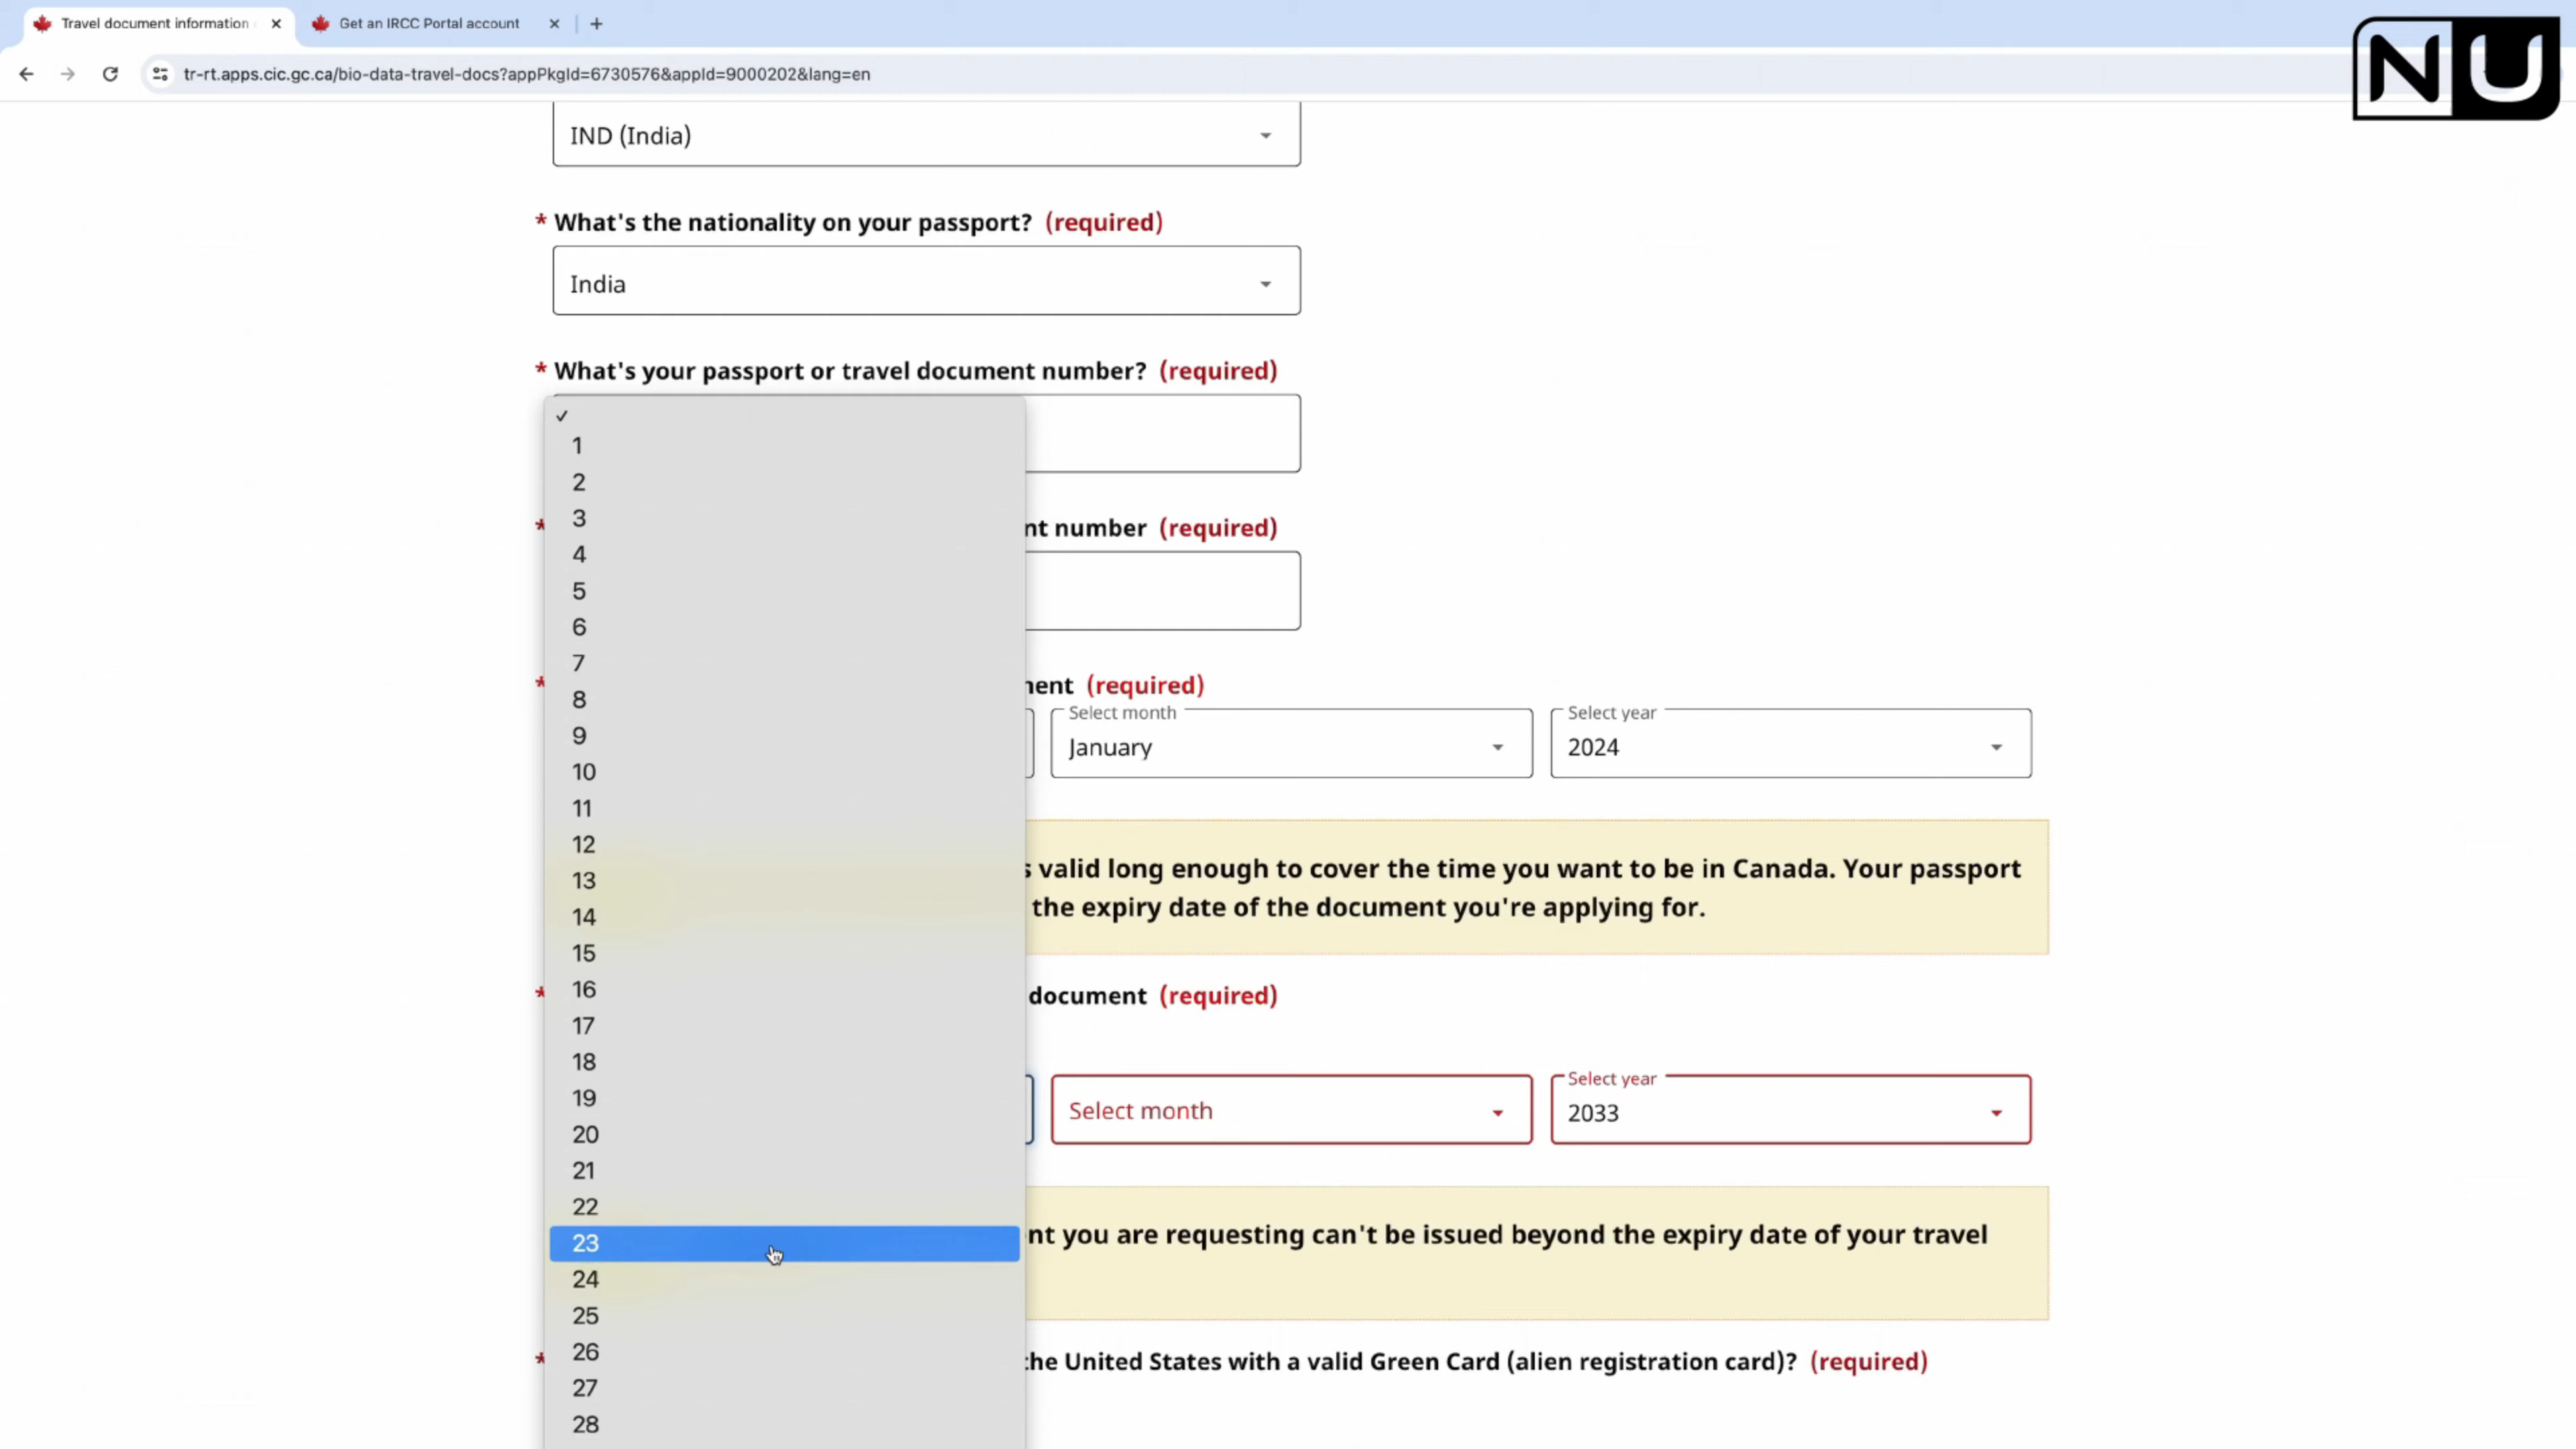 Travel document information
Get an IRCC Portal account
tr-rt.apps.cic.gc.ca/bio-data-travel-docs?appPkgId=6730576&appId=9000202&lang=en
NU
IND (India)
* What's the nationality on your passport? (required)
India
* What's your passport or travel document number? (required)
✓
1
2
3
* nt number (required)
4
5
6
7
* ent (required)
8
Select month
Select year
9
January
2024
10
11
12
13
valid long enough to cover the time you want to be in Canada. Your passport
14
the expiry date of the document you're applying for.
15
16
* document (required)
17
18
19
Select year
Select month
2033
20
21
22
23
nt you are requesting can't be issued beyond the expiry date of your travel
24
25
26
* the United States with a valid Green Card (alien registration card)? (required)
27
28